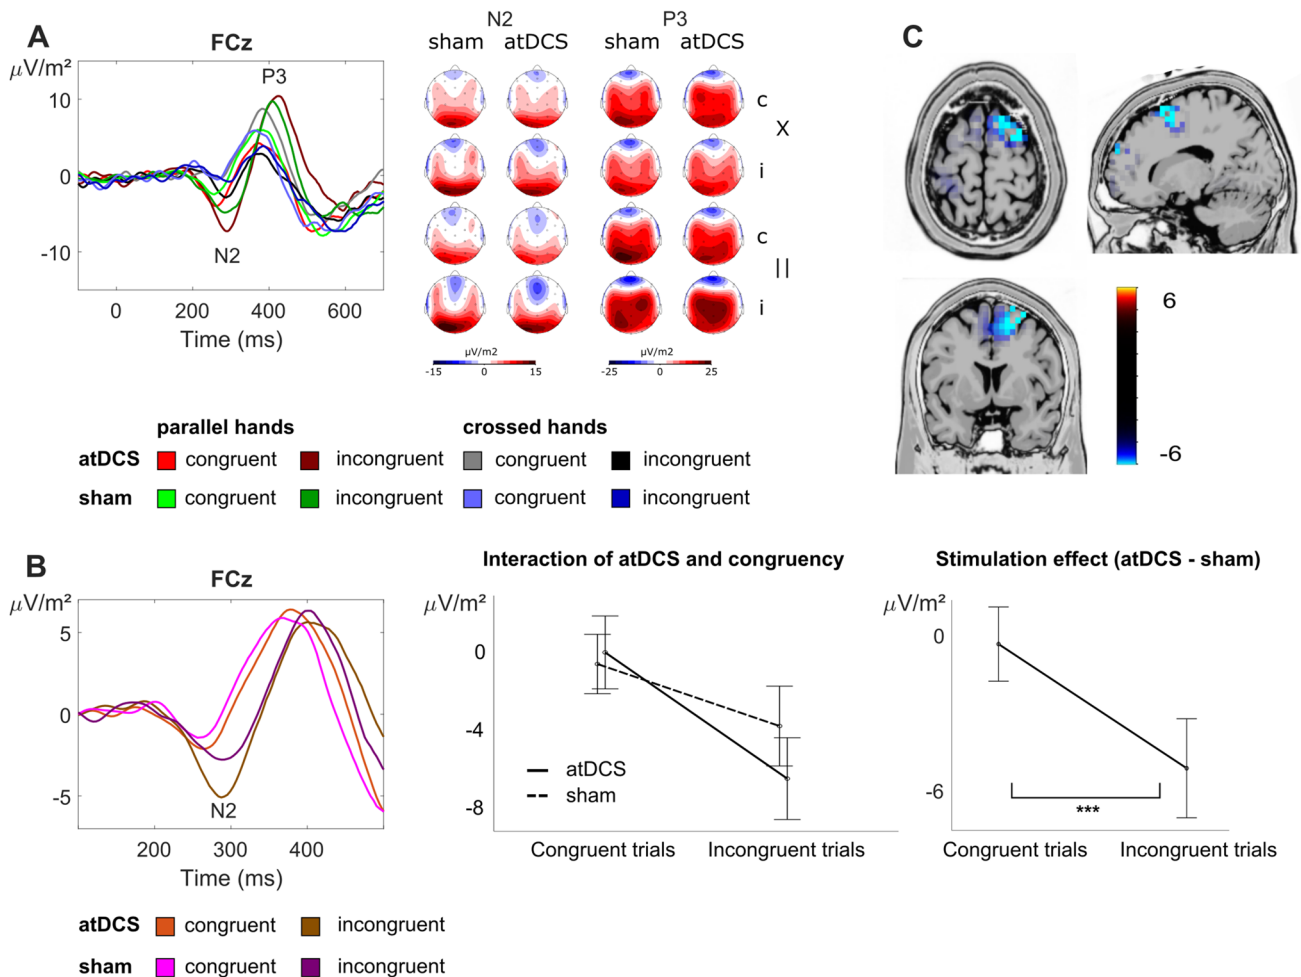 A
FCz
μV/m²
P3
10
0
-10
N2
0
200
400
600
Time (ms)
N2
P3
sham
atDCS
sham
atDCS
c
X
i
c
||
i
μV/m2
-15
0
15
μV/m2
-25
0
25
C
6
-6
parallel hands
crossed hands
atDCS
congruent
incongruent
congruent
incongruent
sham
congruent
incongruent
congruent
incongruent
B
FCz
μV/m²
5
0
-5
N2
200
300
400
Time (ms)
atDCS
congruent
incongruent
sham
congruent
incongruent
Interaction of atDCS and congruency
μV/m²
0
-4
-8
atDCS
sham
Congruent trials
Incongruent trials
Stimulation effect (atDCS - sham)
μV/m²
0
-6
***
Congruent trials
Incongruent trials